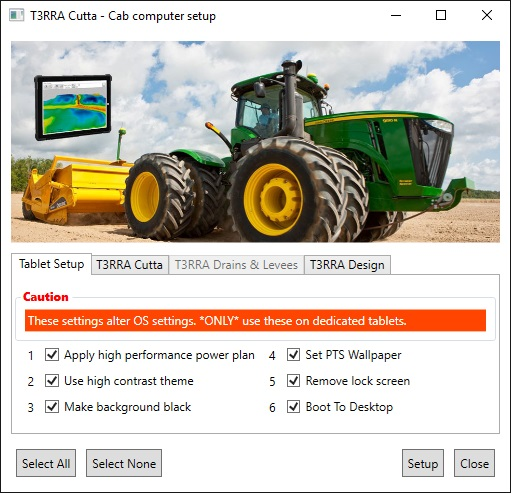 T3RRA Cutta - Cab computer setup
Tablet Setup T3RRA Cutta T3RRA Drains & Levees T3RRA Design
Caution
These settings alter OS settings. *ONLY* use these on dedicated tablets.
1 Apply high performance power plan
2 Use high contrast theme
3 Make background black
4 Set PTS Wallpaper
5 Remove lock screen
6 Boot To Desktop
Select All Select None Setup Close